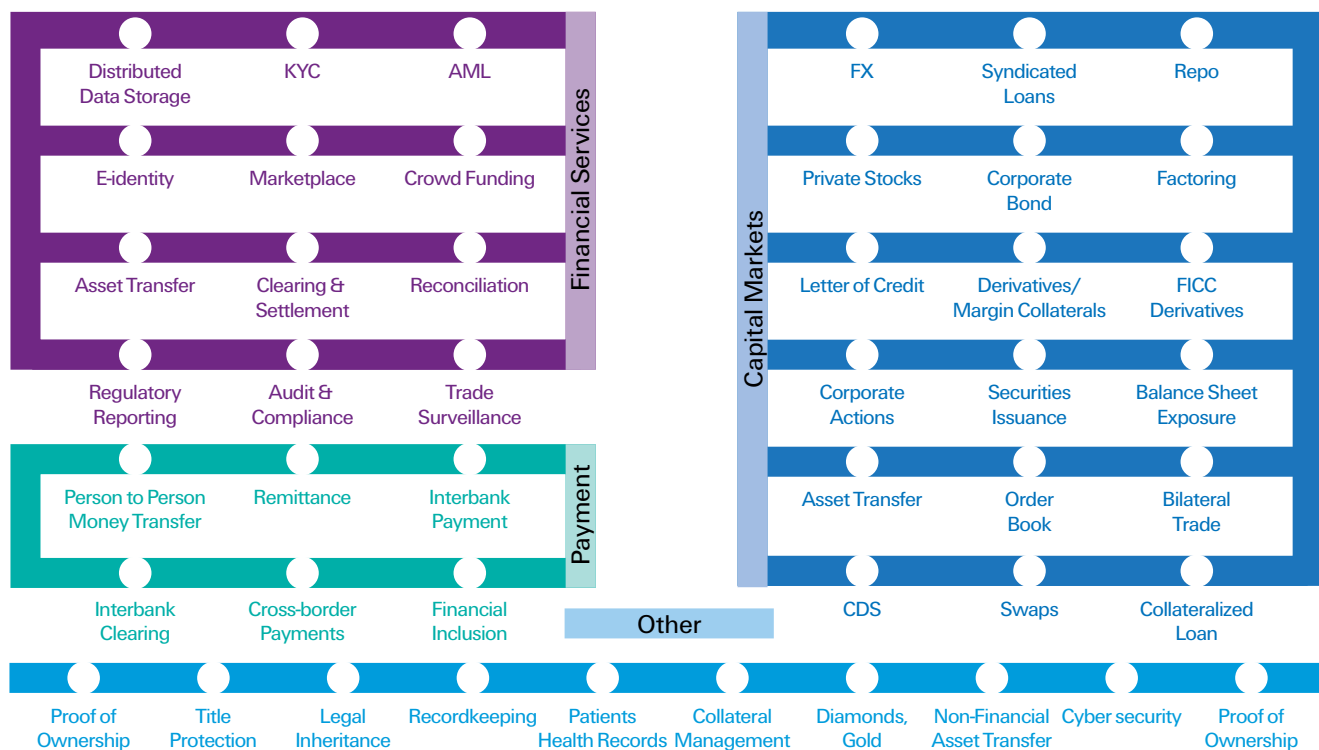 Distributed
Data Storage
KYC
AML
E-identity
Marketplace
Crowd Funding
Asset Transfer
Clearing &
Settlement
Reconciliation
Regulatory
Reporting
Audit &
Compliance
Trade
Surveillance
Financial Services
Person to Person
Money Transfer
Remittance
Interbank
Payment
Interbank
Clearing
Cross-border
Payments
Financial
Inclusion
Payment
Capital Markets
FX
Syndicated
Loans
Repo
Private Stocks
Corporate
Bond
Factoring
Letter of Credit
Derivatives/
Margin Collaterals
FICC
Derivatives
Corporate
Actions
Securities
Issuance
Balance Sheet
Exposure
Asset Transfer
Order
Book
Bilateral
Trade
CDS
Swaps
Collateralized
Loan
Other
Proof of
Ownership
Title
Protection
Legal
Inheritance
Recordkeeping
Patients
Health Records
Collateral
Management
Diamonds,
Gold
Non-Financial
Asset Transfer
Cyber security
Proof of
Ownership